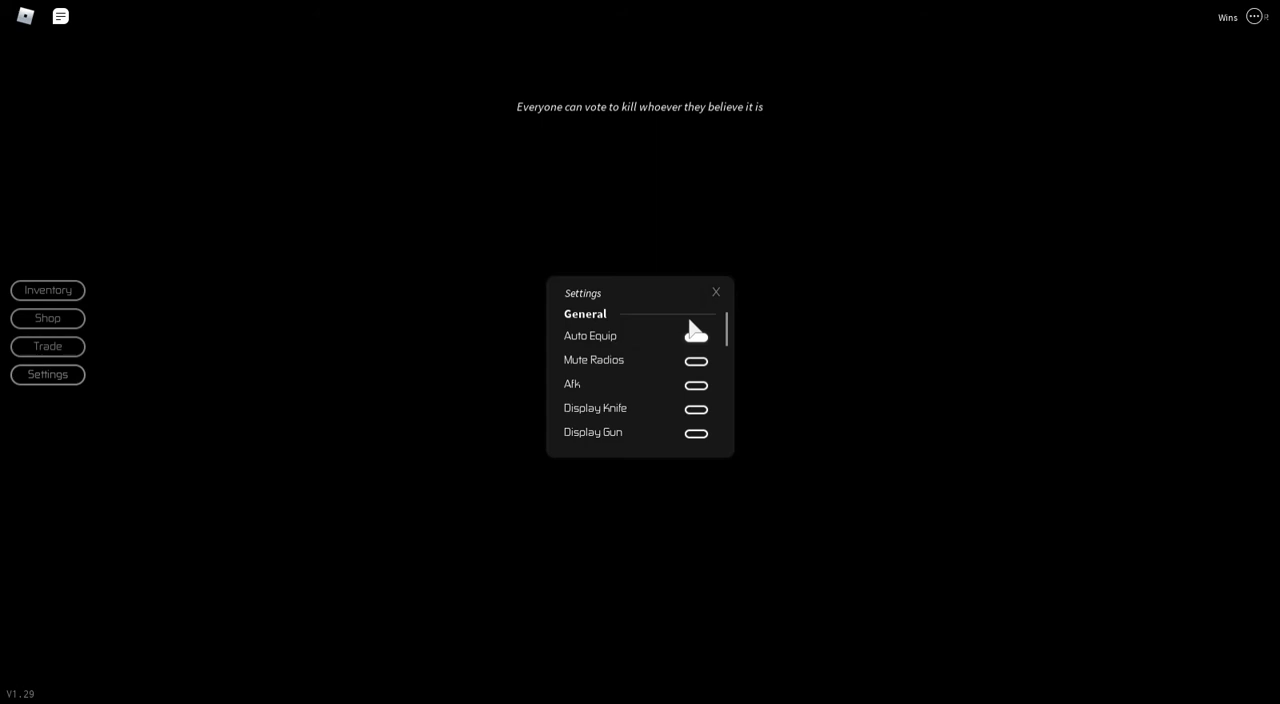 Wins
R
Everyone can vote to kill whoever they believe it is
Inventory
Shop
Trade
Settings
Settings
X
General
Auto Equip
Mute Radios
Afk
Display Knife
Display Gun
V1.29